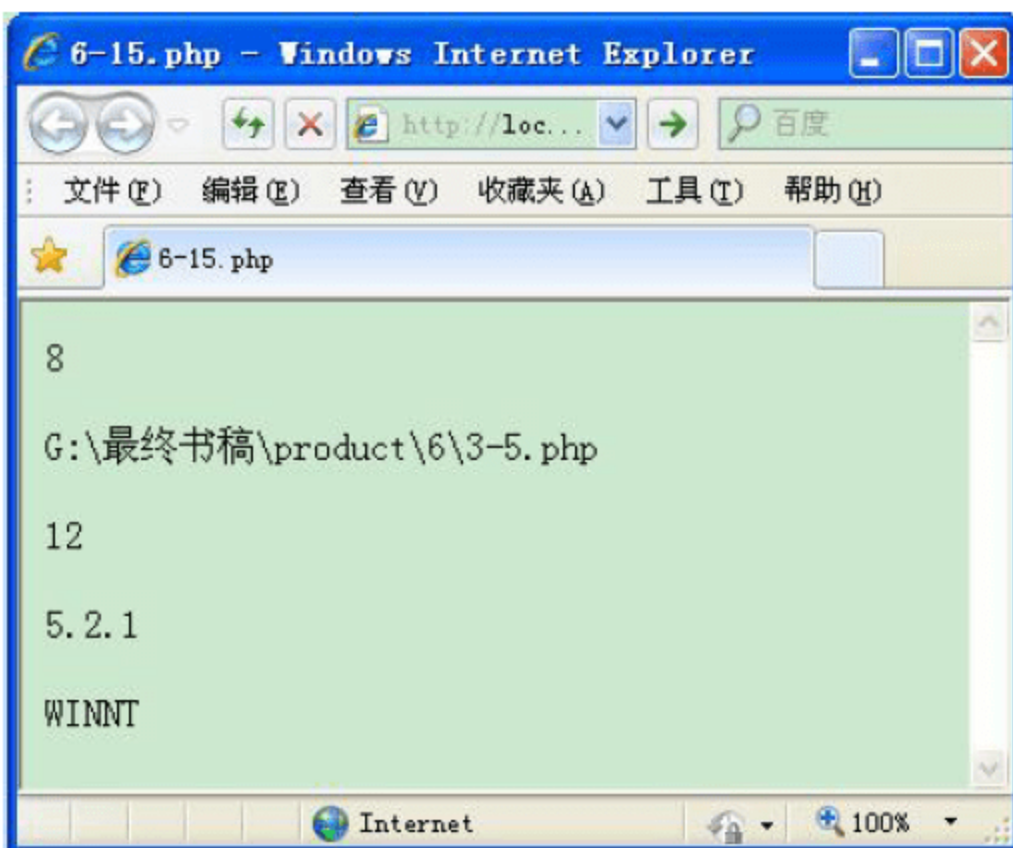 6-15.php - Windows Internet Explorer
http://loc... 百度
文件(F) 编辑(E) 查看(V) 收藏夹(A) 工具(T) 帮助(H)
6-15.php
8
G:\最终书稿\product\6\3-5.php
12
5.2.1
WINNT
Internet 100%